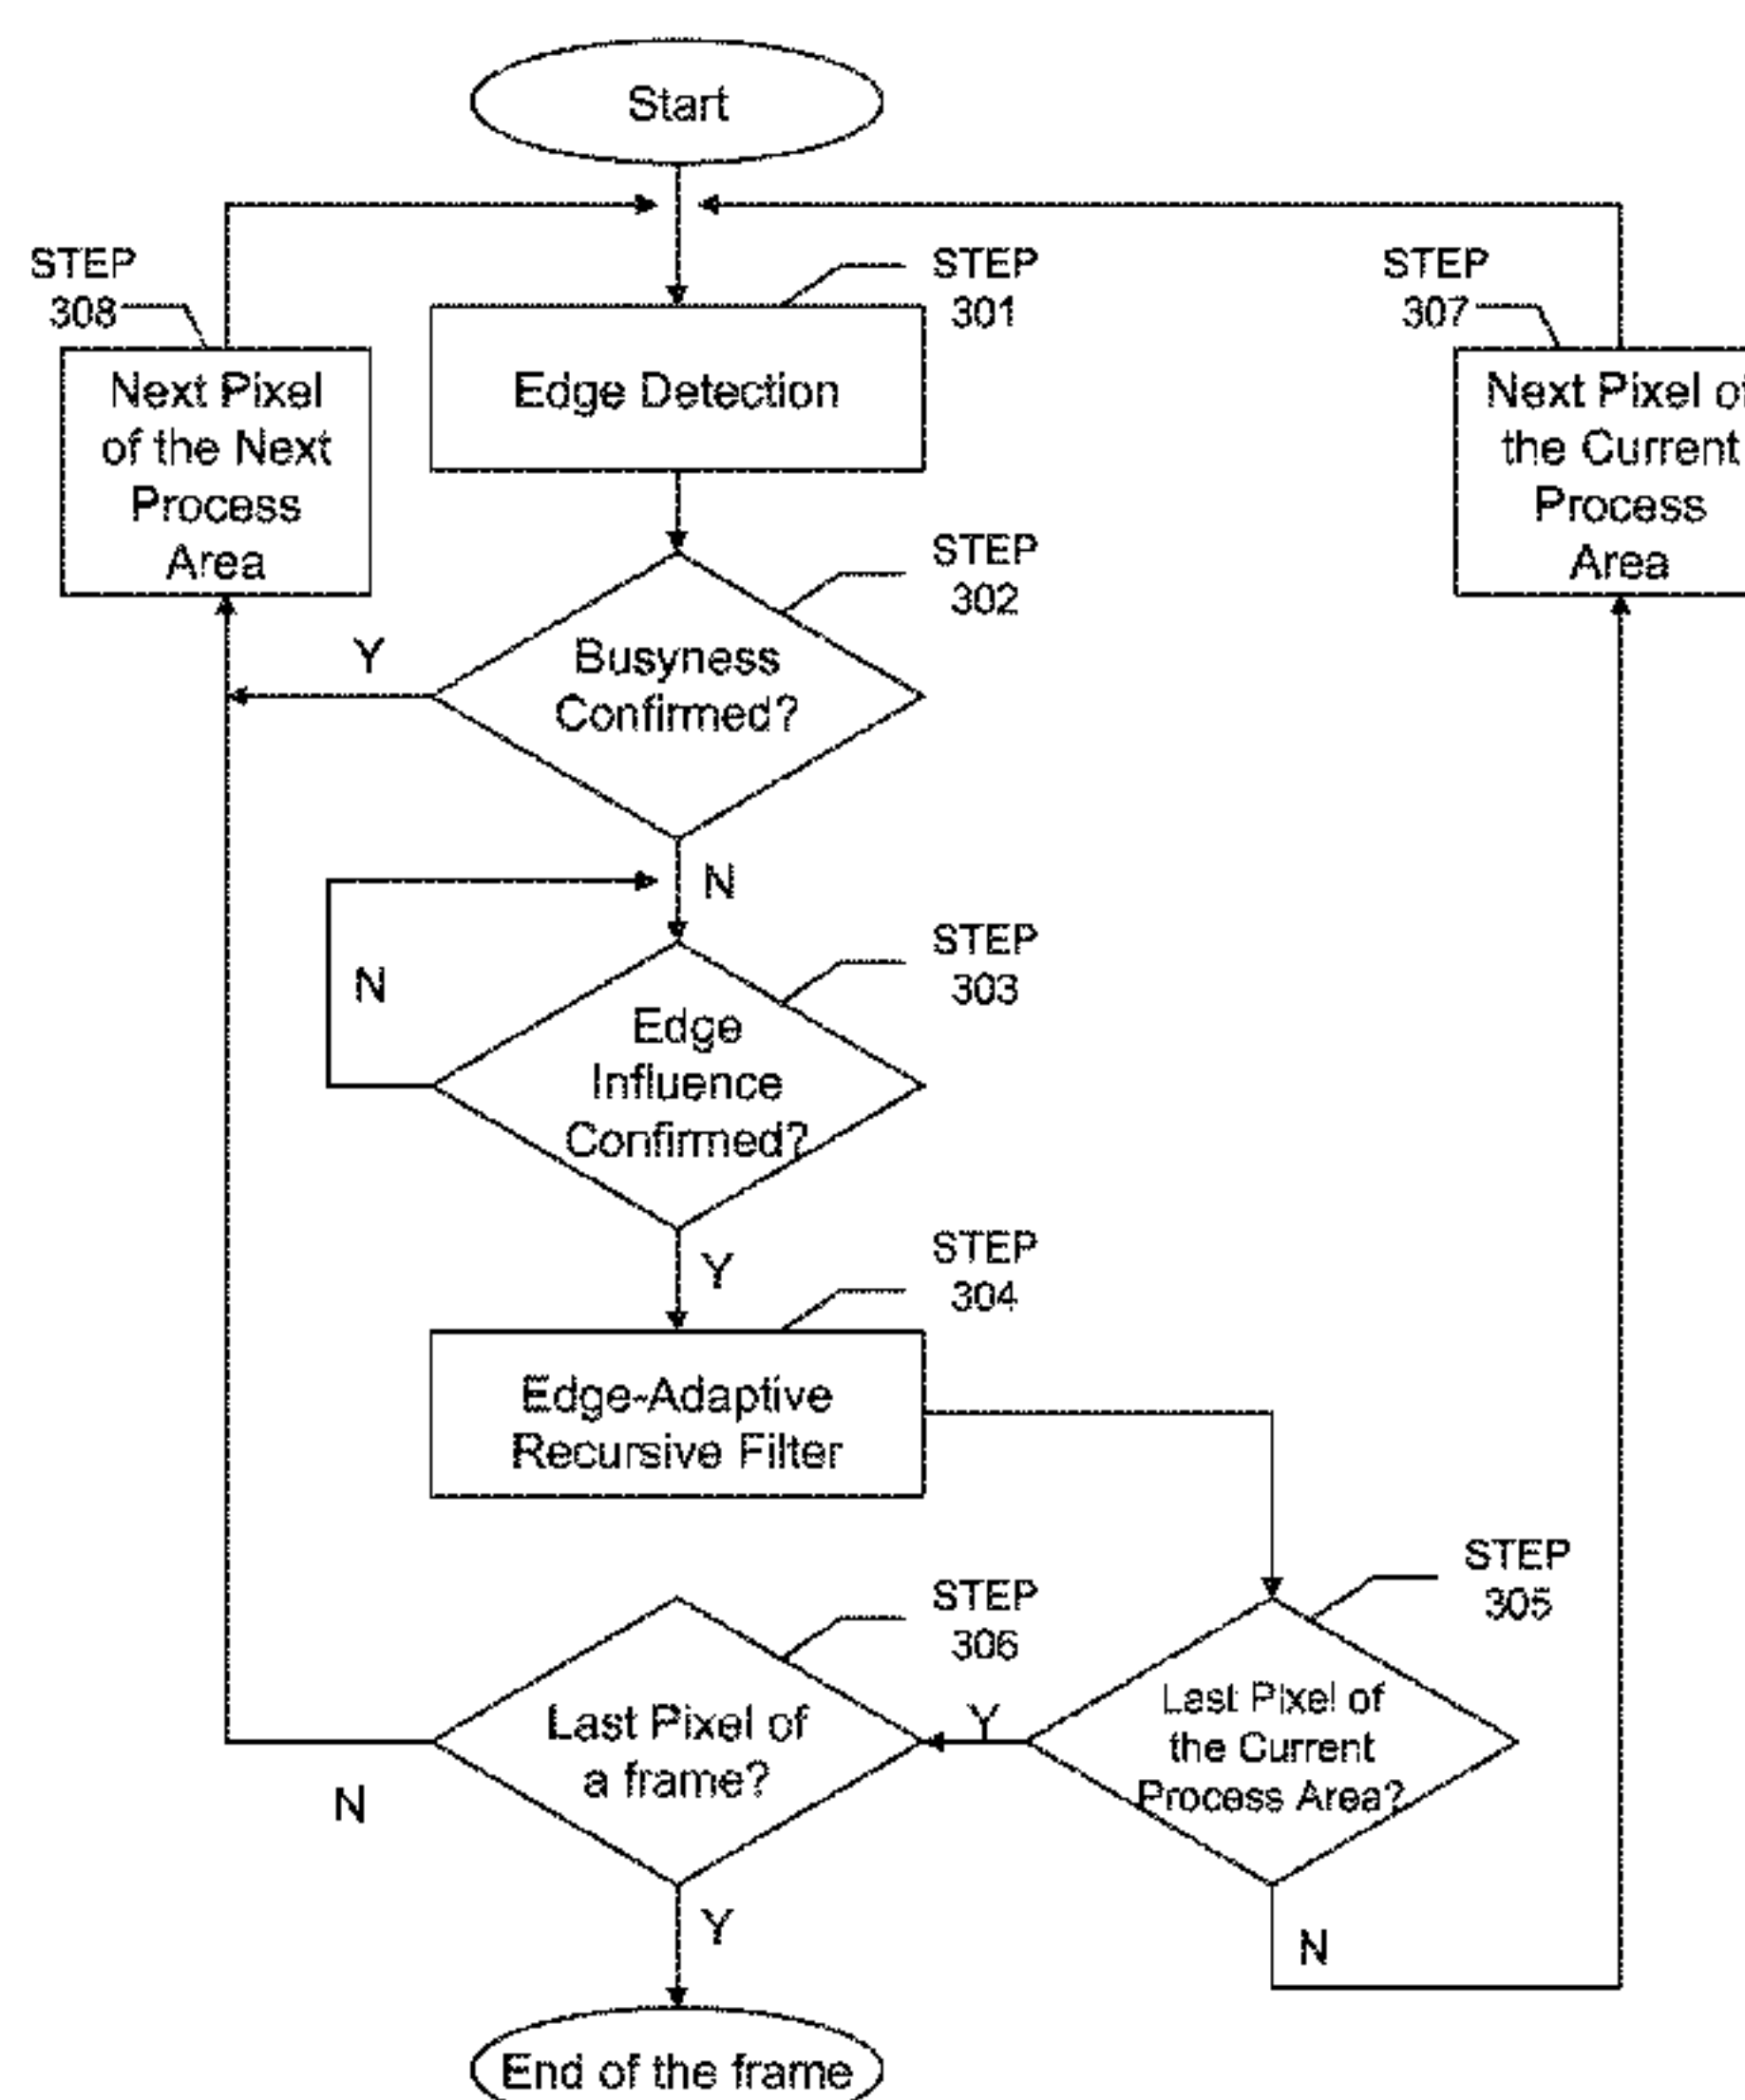 Start
STEP
308
STEP
301
STEP
307
Next Pixel
of the Next
Process
Area
Edge Detection
Next Pixel of
the Current
Process
Area
STEP
302
Y
Busyness
Confirmed?
N
STEP
303
N
Edge
Influence
Confirmed?
Y
STEP
304
Edge-Adaptive
Recursive Filter
STEP
305
STEP
306
Last Pixel of
a frame?
Y
Last Pixel of
the Current
Process Area?
N
Y
N
End of the frame